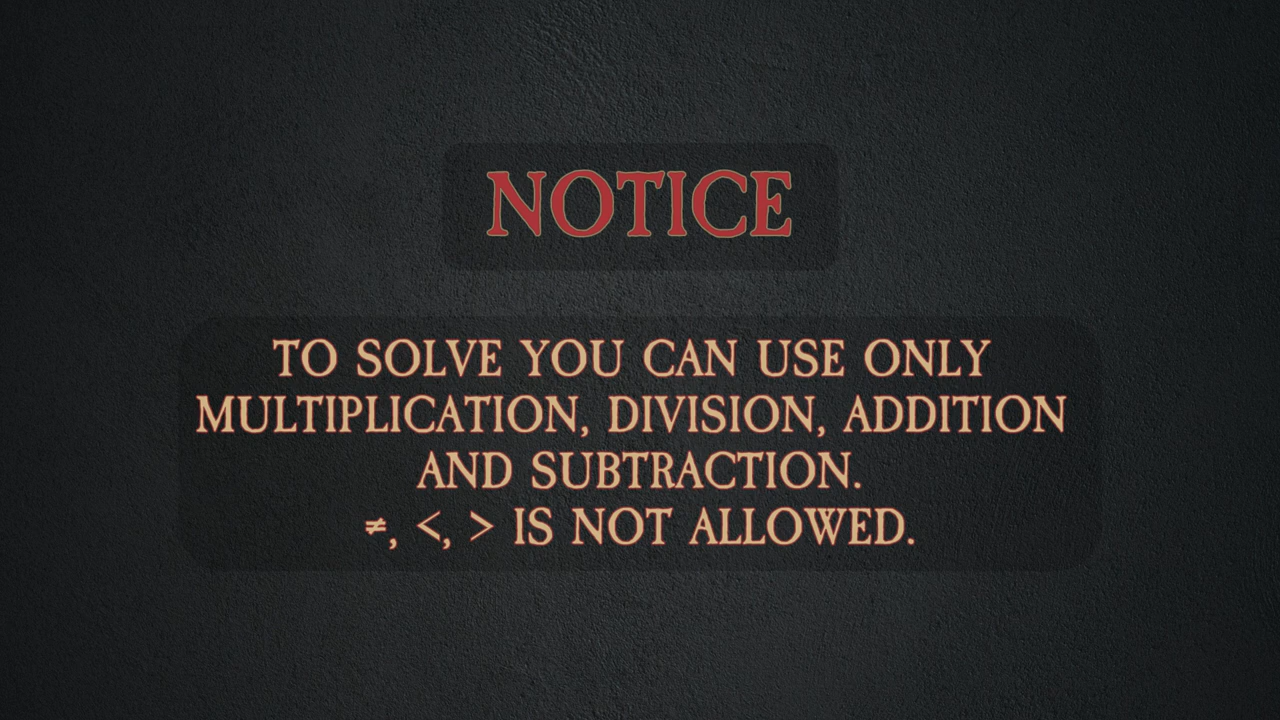 NOTICE
TO SOLVE YOU CAN USE ONLY
MULTIPLICATION, DIVISION, ADDITION
AND SUBTRACTION.
≠, <, > IS NOT ALLOWED.